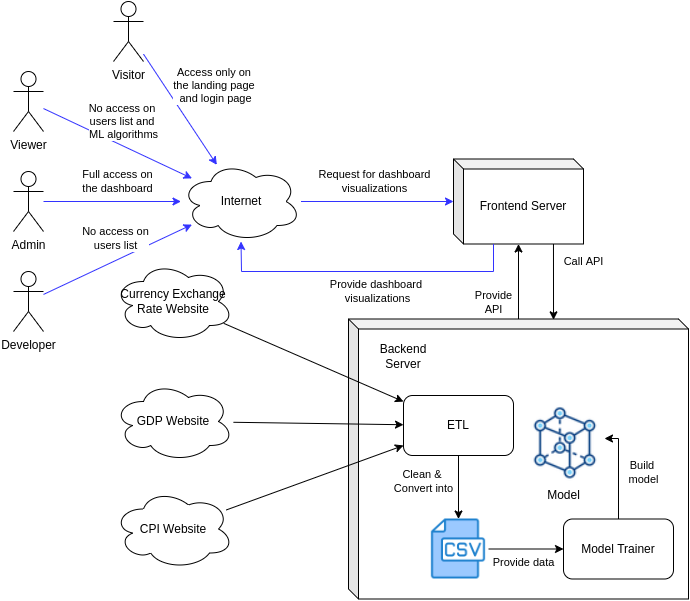 Visitor
Access only on
the landing page
and login page
Viewer
No access on
users list and
ML algorithms
Admin
Full access on
the dashboard
Developer
No access on
users list
Internet
Request for dashboard
visualizations
Frontend Server
Provide dashboard
visualizations
Provide
API
Call API
Currency Exchange
Rate Website
GDP Website
CPI Website
Backend
Server
ETL
Clean &
Convert into
CSV
Provide data
Model Trainer
Build
model
Model